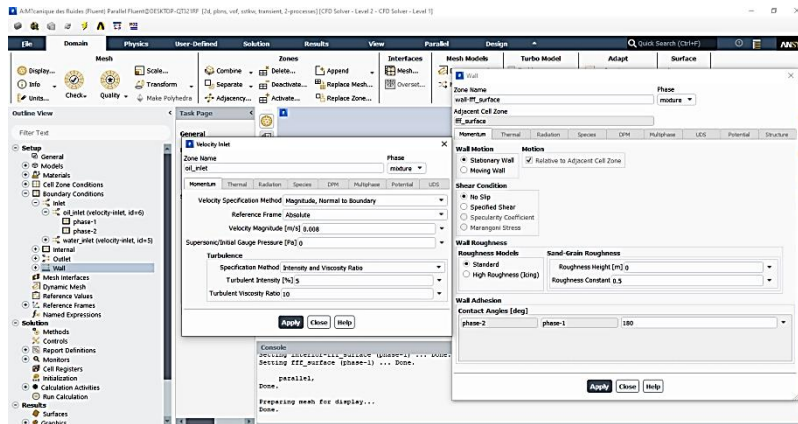 AIM?canique des fluides (Fluent) Parallel Fluent@DESKTOP-QTS21RF [2d, pbns, vof, sstkw, transient, 2-processes] [CFD Solver - Level 2 - CFD Solver - Level 1]
File Domain Physics User-Defined Solution Results View Parallel Design Quick Search (Ctrl+F) ANS
Mesh Zones Interfaces Mesh Models Turbo Model Adapt Surface
Display... Scale... Combine Delete... Append Mesh...
Info Check Quality Transform Separate Deactivate... Replace Mesh... Overset...
Units... Make Polyhedra Adjacency... Activate... Replace Zone...
Outline View
Filter Text
Setup
General
Models
Materials
Cell Zone Conditions
Boundary Conditions
Inlet
oil_inlet (velocity-inlet, id=6)
phase-1
phase-2
water_inlet (velocity-inlet, id=5)
Internal
Outlet
Wall
Mesh Interfaces
Dynamic Mesh
Reference Values
Reference Frames
Named Expressions
Solution
Methods
Controls
Report Definitions
Monitors
Cell Registers
Initialization
Calculation Activities
Run Calculation
Results
Surfaces
Graphics
Task Page
General
Velocity Inlet
Zone Name Phase
oil_inlet mixture
Momentum Thermal Radiation Species DPM Multiphase Potential UDS
Velocity Specification Method Magnitude, Normal to Boundary
Reference Frame Absolute
Velocity Magnitude [m/s] 0.008
Supersonic/Initial Gauge Pressure [Pa] 0
Turbulence
Specification Method Intensity and Viscosity Ratio
Turbulent Intensity [%] 5
Turbulent Viscosity Ratio 10
Apply Close Help
Console
Setting interior-fff_surface (phase-1) ... Done.
Setting fff_surface (phase-1) ... Done.
parallel,
Done.
Preparing mesh for display...
Done.
Wall
Zone Name Phase
wall-fff_surface mixture
Adjacent Cell Zone
fff_surface
Momentum Thermal Radiation Species DPM Multiphase UDS Potential Structure
Wall Motion Motion
Stationary Wall Relative to Adjacent Cell Zone
Moving Wall
Shear Condition
No Slip
Specified Shear
Specularity Coefficient
Marangoni Stress
Wall Roughness
Roughness Models Sand-Grain Roughness
Standard Roughness Height [m] 0
High Roughness (Icing) Roughness Constant 0.5
Wall Adhesion
Contact Angles [deg]
phase-2 phase-1 180
Apply Close Help